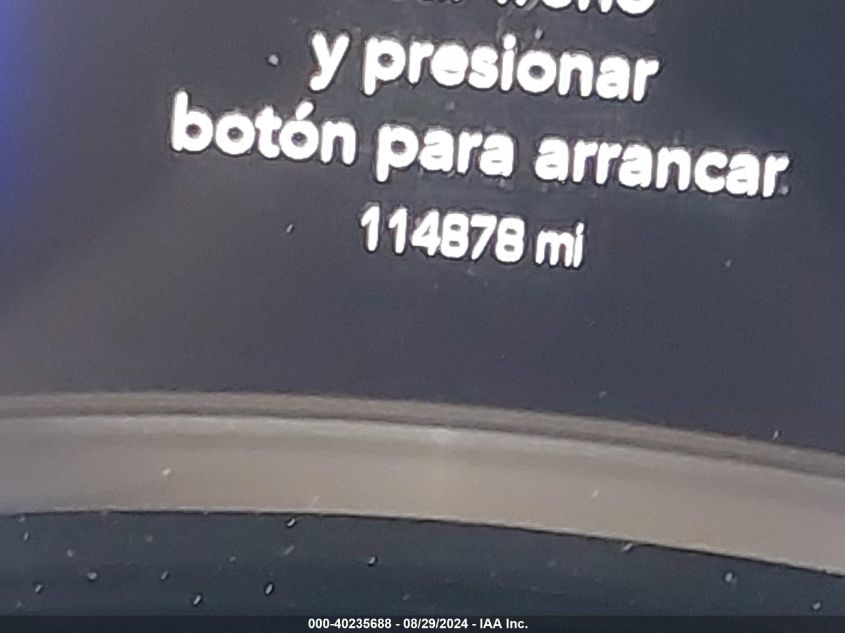 y presionar
botón para arrancar
114878 mi
000-40235688 - 08/29/2024 - IAA Inc.